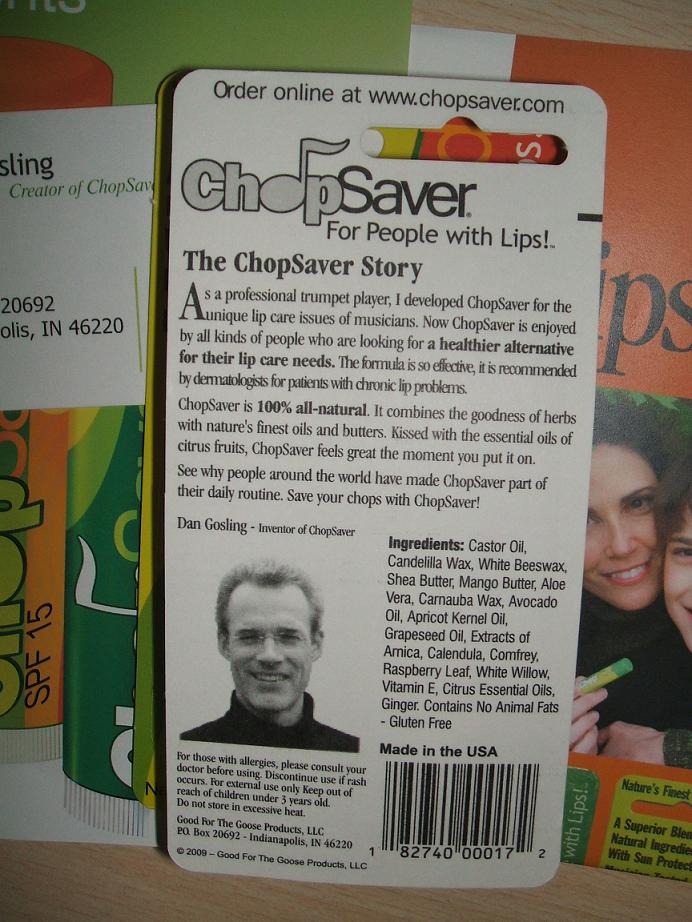 Order online at www.chopsaver.com
ChopSaver®
For People with Lips!™
The ChopSaver Story
As a professional trumpet player, I developed ChopSaver for the
unique lip care issues of musicians. Now ChopSaver is enjoyed
by all kinds of people who are looking for a healthier alternative
for their lip care needs. The formula is so effective, it is recommended
by dermatologists for patients with chronic lip problems.
ChopSaver is 100% all-natural. It combines the goodness of herbs
with nature's finest oils and butters. Kissed with the essential oils of
citrus fruits, ChopSaver feels great the moment you put it on.
See why people around the world have made ChopSaver part of
their daily routine. Save your chops with ChopSaver!
Dan Gosling - Inventor of ChopSaver
Ingredients: Castor Oil,
Candelilla Wax, White Beeswax,
Shea Butter, Mango Butter, Aloe
Vera, Carnauba Wax, Avocado
Oil, Apricot Kernel Oil,
Grapeseed Oil, Extracts of
Arnica, Calendula, Comfrey,
Raspberry Leaf, White Willow,
Vitamin E, Citrus Essential Oils,
Ginger. Contains No Animal Fats
- Gluten Free
Made in the USA
1 82740 00017 2
For those with allergies, please consult your
doctor before using. Discontinue use if rash
occurs. For external use only Keep out of
reach of children under 3 years old.
Do not store in excessive heat.
Good For The Goose Products, LLC
P.O. Box 20692 - Indianapolis, IN 46220
© 2009 – Good For The Goose Products, LLC
sling
Creator of ChopSav
20692
olis, IN 46220
SPF 15
ips
with Lips!
Nature's Finest
A Superior Ble
Natural Ingredie
With Sun Protec